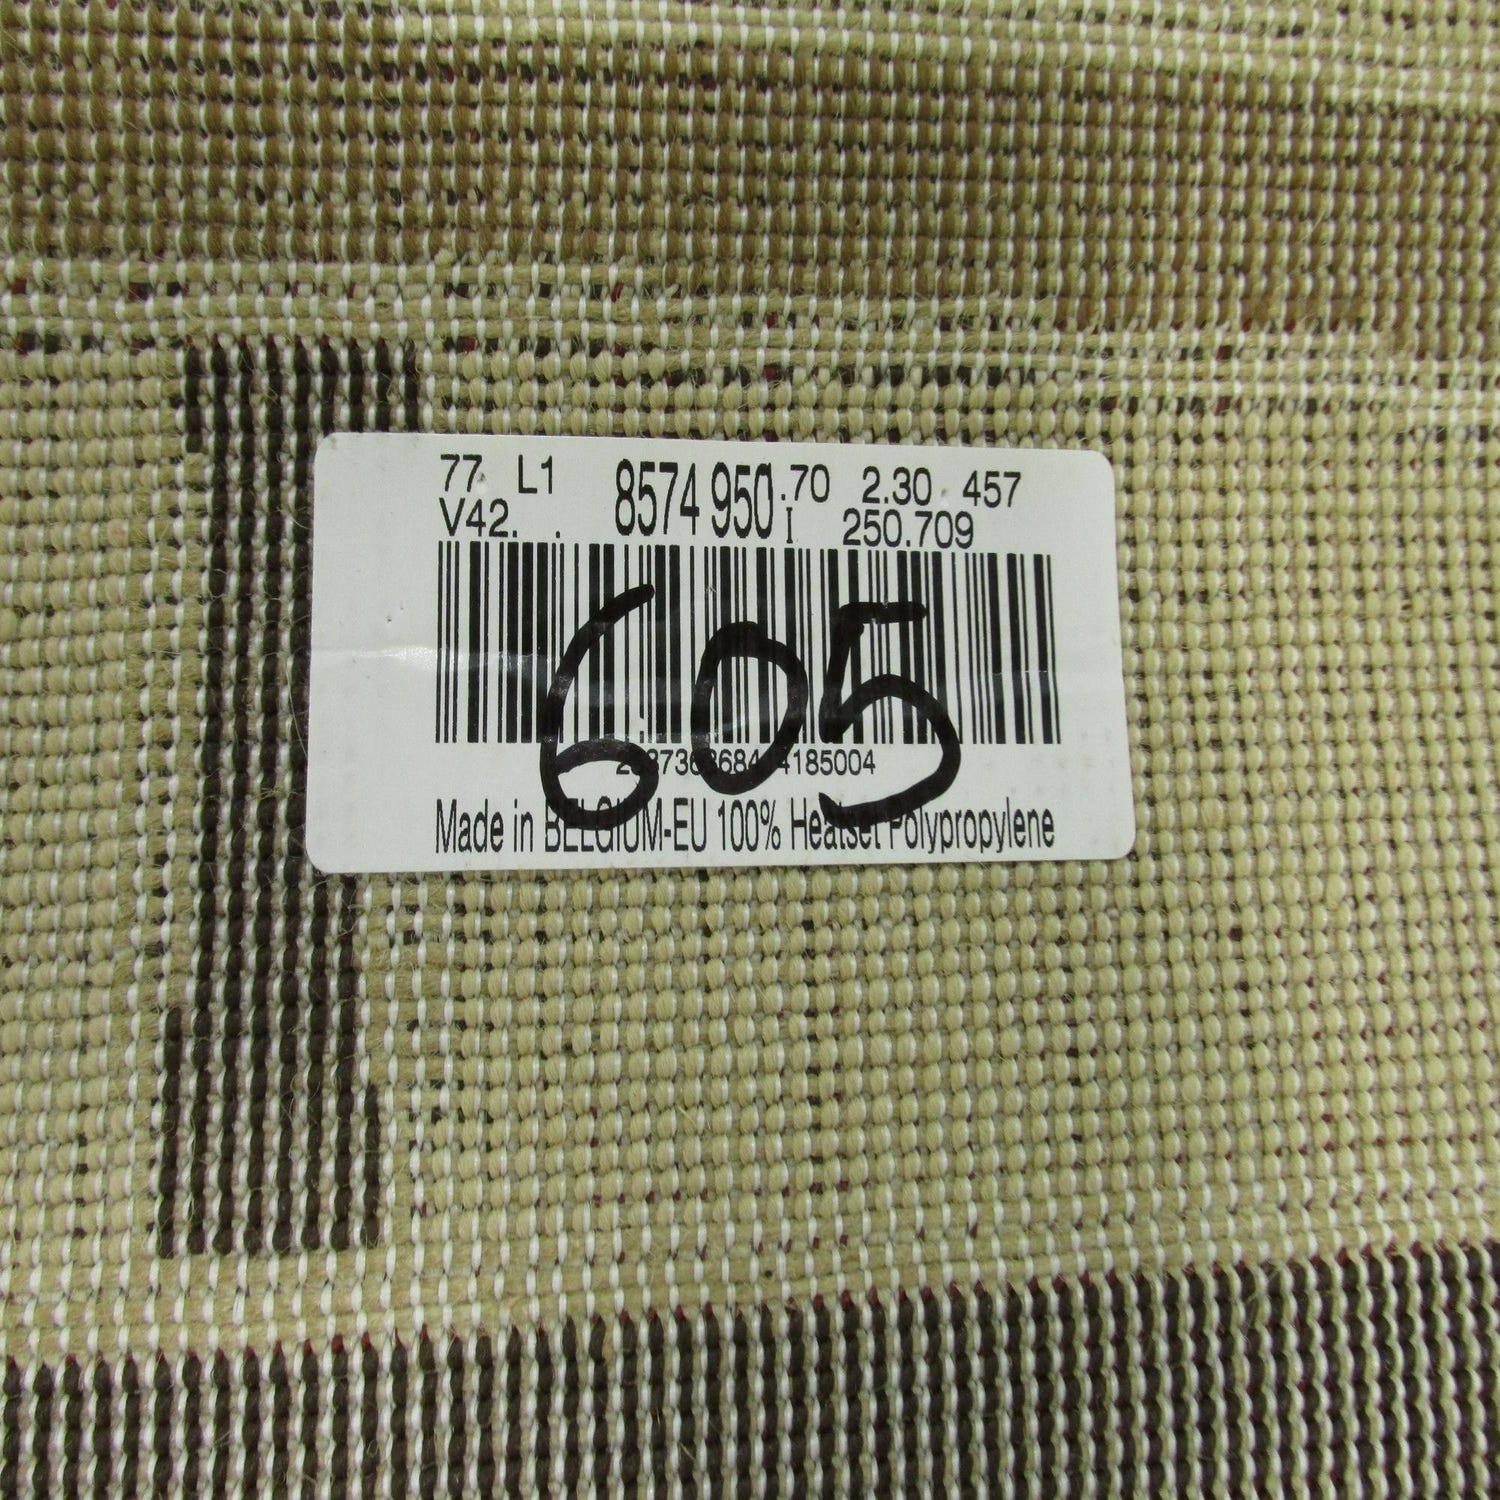 77 L1 8574 950 .70 2.30 457
V42. . I 250.709
605
Made in BELGIUM-EU 100% Heatset Polypropylene